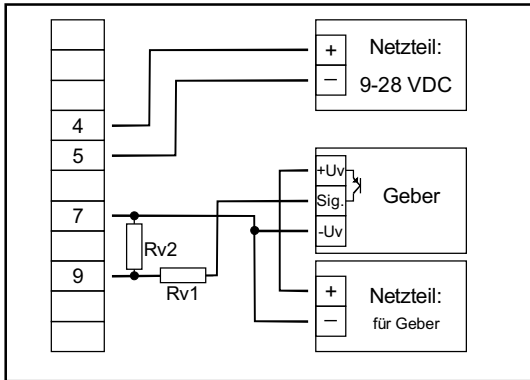 4
5
7
9
Rv2
Rv1
+
−
Netzteil:
9-28 VDC
+Uv
Sig.
-Uv
Geber
+
−
Netzteil:
für Geber